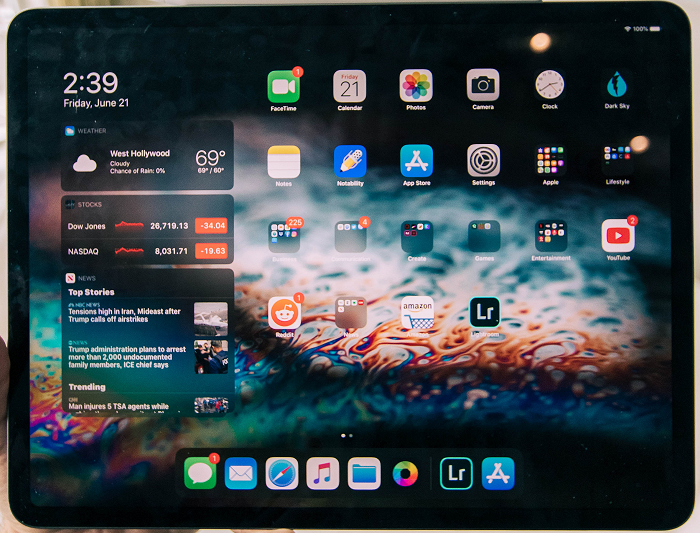 100%
2:39
Friday, June 21
WEATHER
West Hollywood
Cloudy
Chance of Rain: 0%
69°
69° / 60°
STOCKS
Dow Jones 26,719.13 -34.04
NASDAQ 8,031.71 -19.63
NEWS
Top Stories
NBC NEWS
Tensions high in Iran, Mideast after
Trump calls off airstrikes
NEWS
Trump administration plans to arrest
more than 2,000 undocumented
family members, ICE chief says
Trending
Man injures 5 TSA agents while
1
Friday
21
FaceTime Calendar Photos Camera Clock Dark Sky
Notes Notability App Store Settings Apple Lifestyle
225 4 2
Create Games Entertainment YouTube
1
amazon
Lr
Reddit
1
Lr